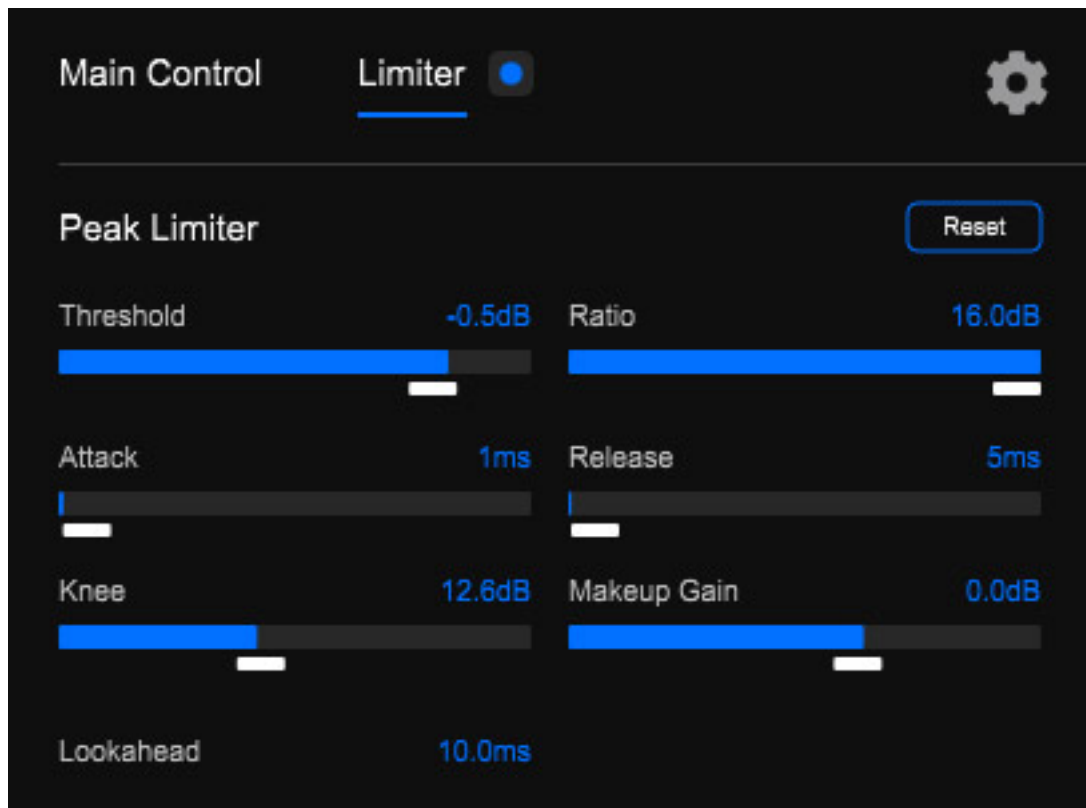 Main Control Limiter
Peak Limiter Reset
Threshold -0.5dB Ratio 16.0dB
Attack 1ms Release 5ms
Knee 12.6dB Makeup Gain 0.0dB
Lookahead 10.0ms